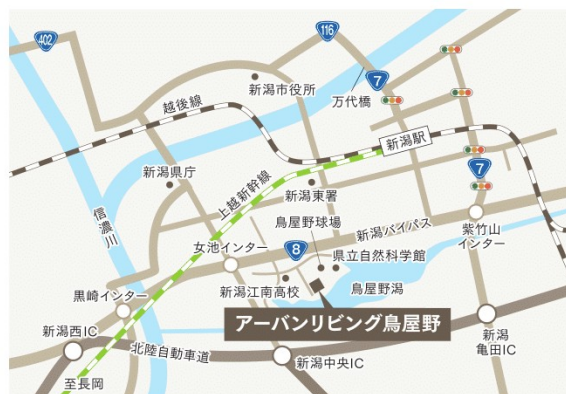 402
116
新潟市役所
7
万代橋
越後線
新潟駅
新潟県庁
上越新幹線
新潟東署
7
信濃川
鳥屋野球場
新潟バイパス
紫竹山
インター
女池インター
8
県立自然科学館
新潟江南高校
鳥屋野潟
黒崎インター
アーバンリビング鳥屋野
新潟西IC
北陸自動車道
新潟
亀田IC
新潟中央IC
至長岡